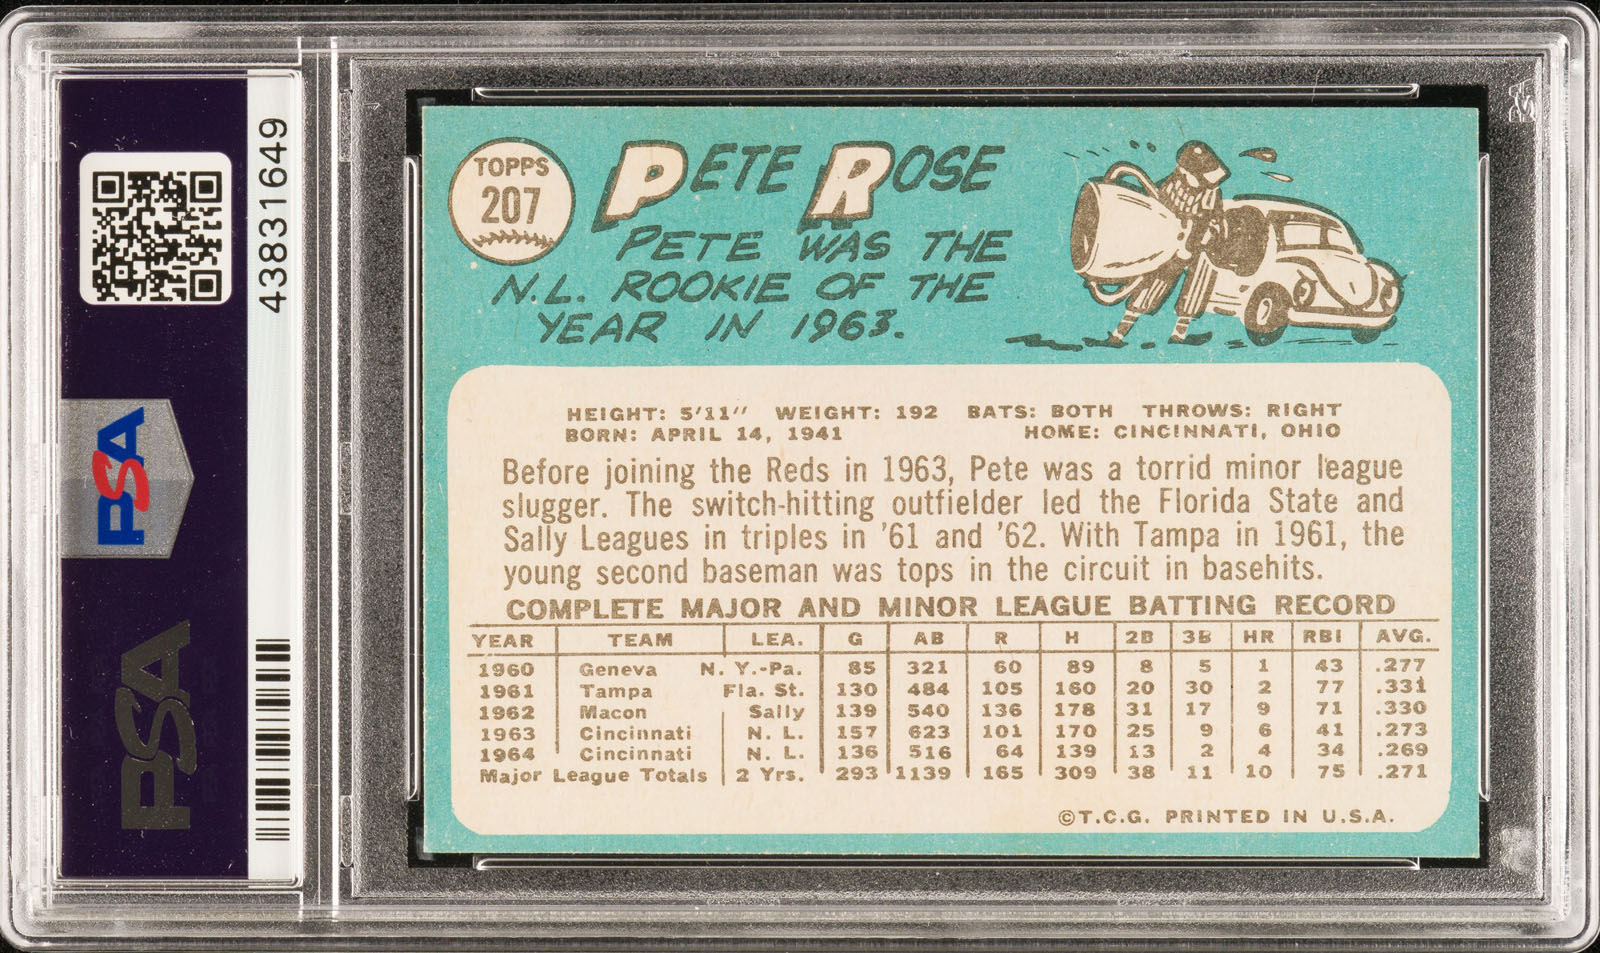 43831649
PSA
PSA
PSA
TOPPS
207
PETE ROSE
PETE WAS THE
N.L. ROOKIE OF THE
YEAR IN 1963.
HEIGHT: 5'11" WEIGHT: 192 BATS: BOTH THROWS: RIGHT
BORN: APRIL 14, 1941 HOME: CINCINNATI, OHIO
Before joining the Reds in 1963, Pete was a torrid minor league
slugger. The switch-hitting outfielder led the Florida State and
Sally Leagues in triples in '61 and '62. With Tampa in 1961, the
young second baseman was tops in the circuit in basehits.
COMPLETE MAJOR AND MINOR LEAGUE BATTING RECORD
YEAR TEAM LEA. G AB R H 2B 3B HR RBI AVG.
1960 Geneva N. Y.-Pa. 85 321 60 89 8 5 1 43 .277
1961 Tampa Fla. St. 130 484 105 160 20 30 2 77 .331
1962 Macon Sally 139 540 136 178 31 17 9 71 .330
1963 Cincinnati N. L. 157 623 101 170 25 9 6 41 .273
1964 Cincinnati N. L. 136 516 64 139 13 2 4 34 .269
Major League Totals 2 Yrs. 293 1139 165 309 38 11 10 75 .271
©T.C.G. PRINTED IN U.S.A.